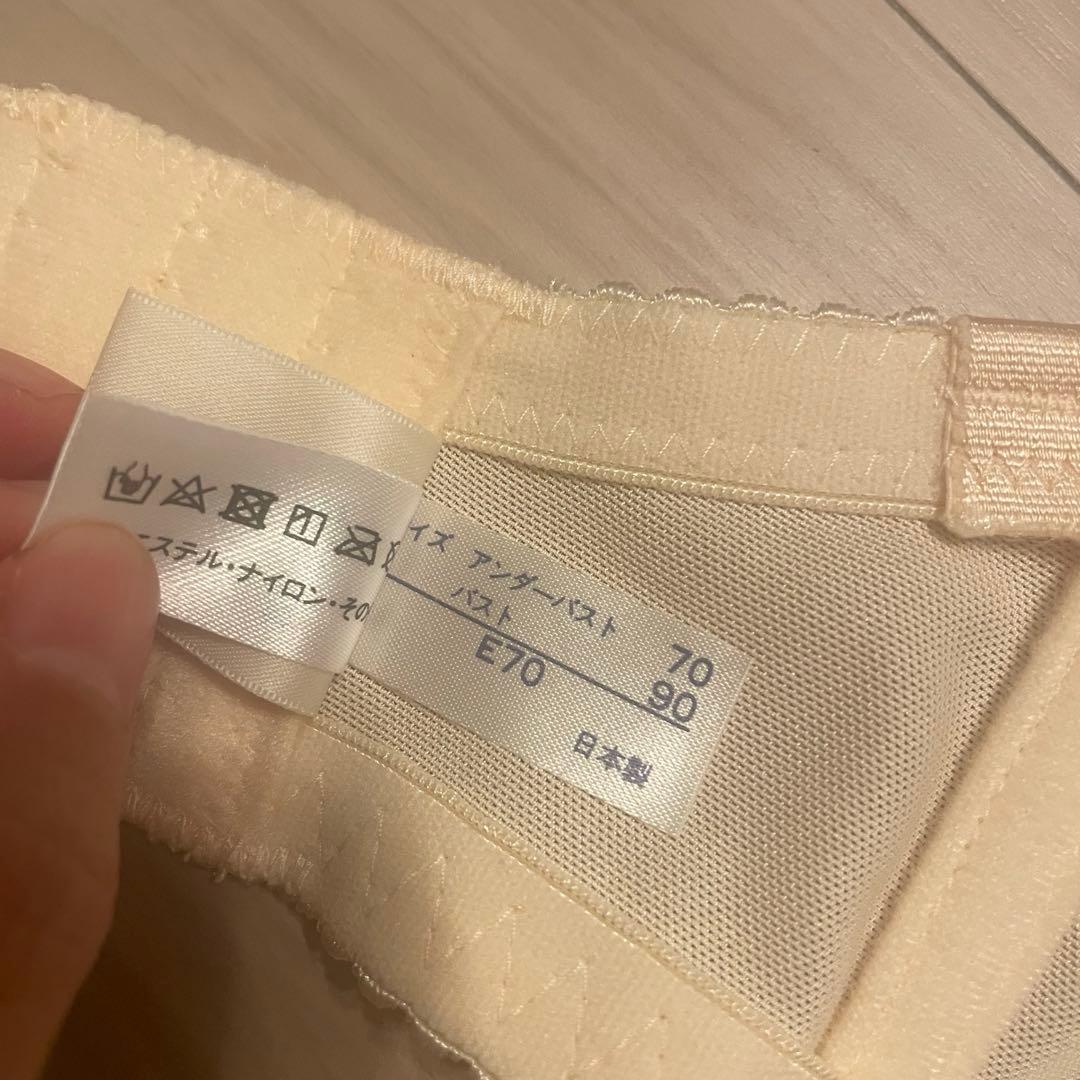 ステル・ナイロン・その
イズ アンダーバスト 70
バスト 90
E70
日本製